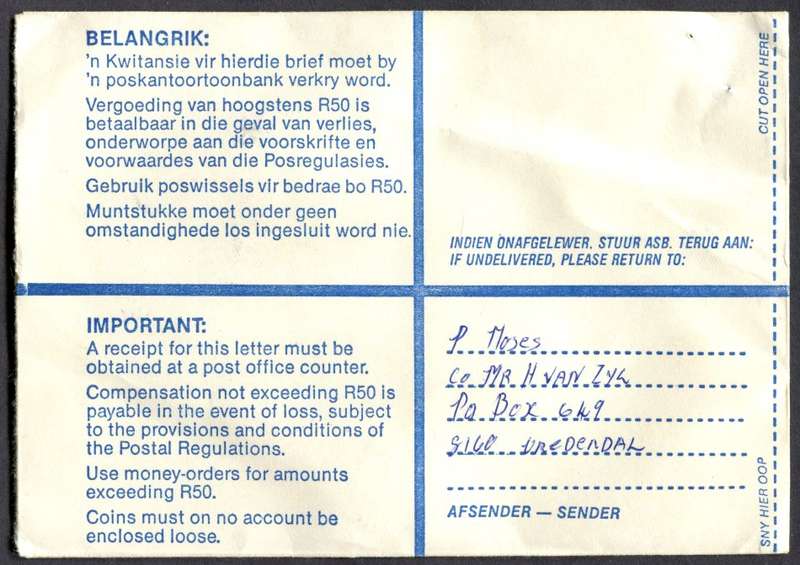 BELANGRIK:
'n Kwitansie vir hierdie brief moet by
'n poskantoortoonbank verkry word.
Vergoeding van hoogstens R50 is
betaalbaar in die geval van verlies,
onderworpe aan die voorskrifte en
voorwaardes van die Posregulasies.
Gebruik poswissels vir bedrae bo R50.
Muntstukke moet onder geen
omstandighede los ingesluit word nie.
CUT OPEN HERE
INDIEN ONAFGELEWER, STUUR ASB. TERUG AAN:
IF UNDELIVERED, PLEASE RETURN TO:
IMPORTANT:
A receipt for this letter must be
obtained at a post office counter.
Compensation not exceeding R50 is
payable in the event of loss, subject
to the provisions and conditions of
the Postal Regulations.
Use money-orders for amounts
exceeding R50.
Coins must on no account be
enclosed loose.
P Moses
Co MR H VAN ZYL
Po Box 649
8160 VREDENDAL
AFSENDER — SENDER
SNY HIER OOP